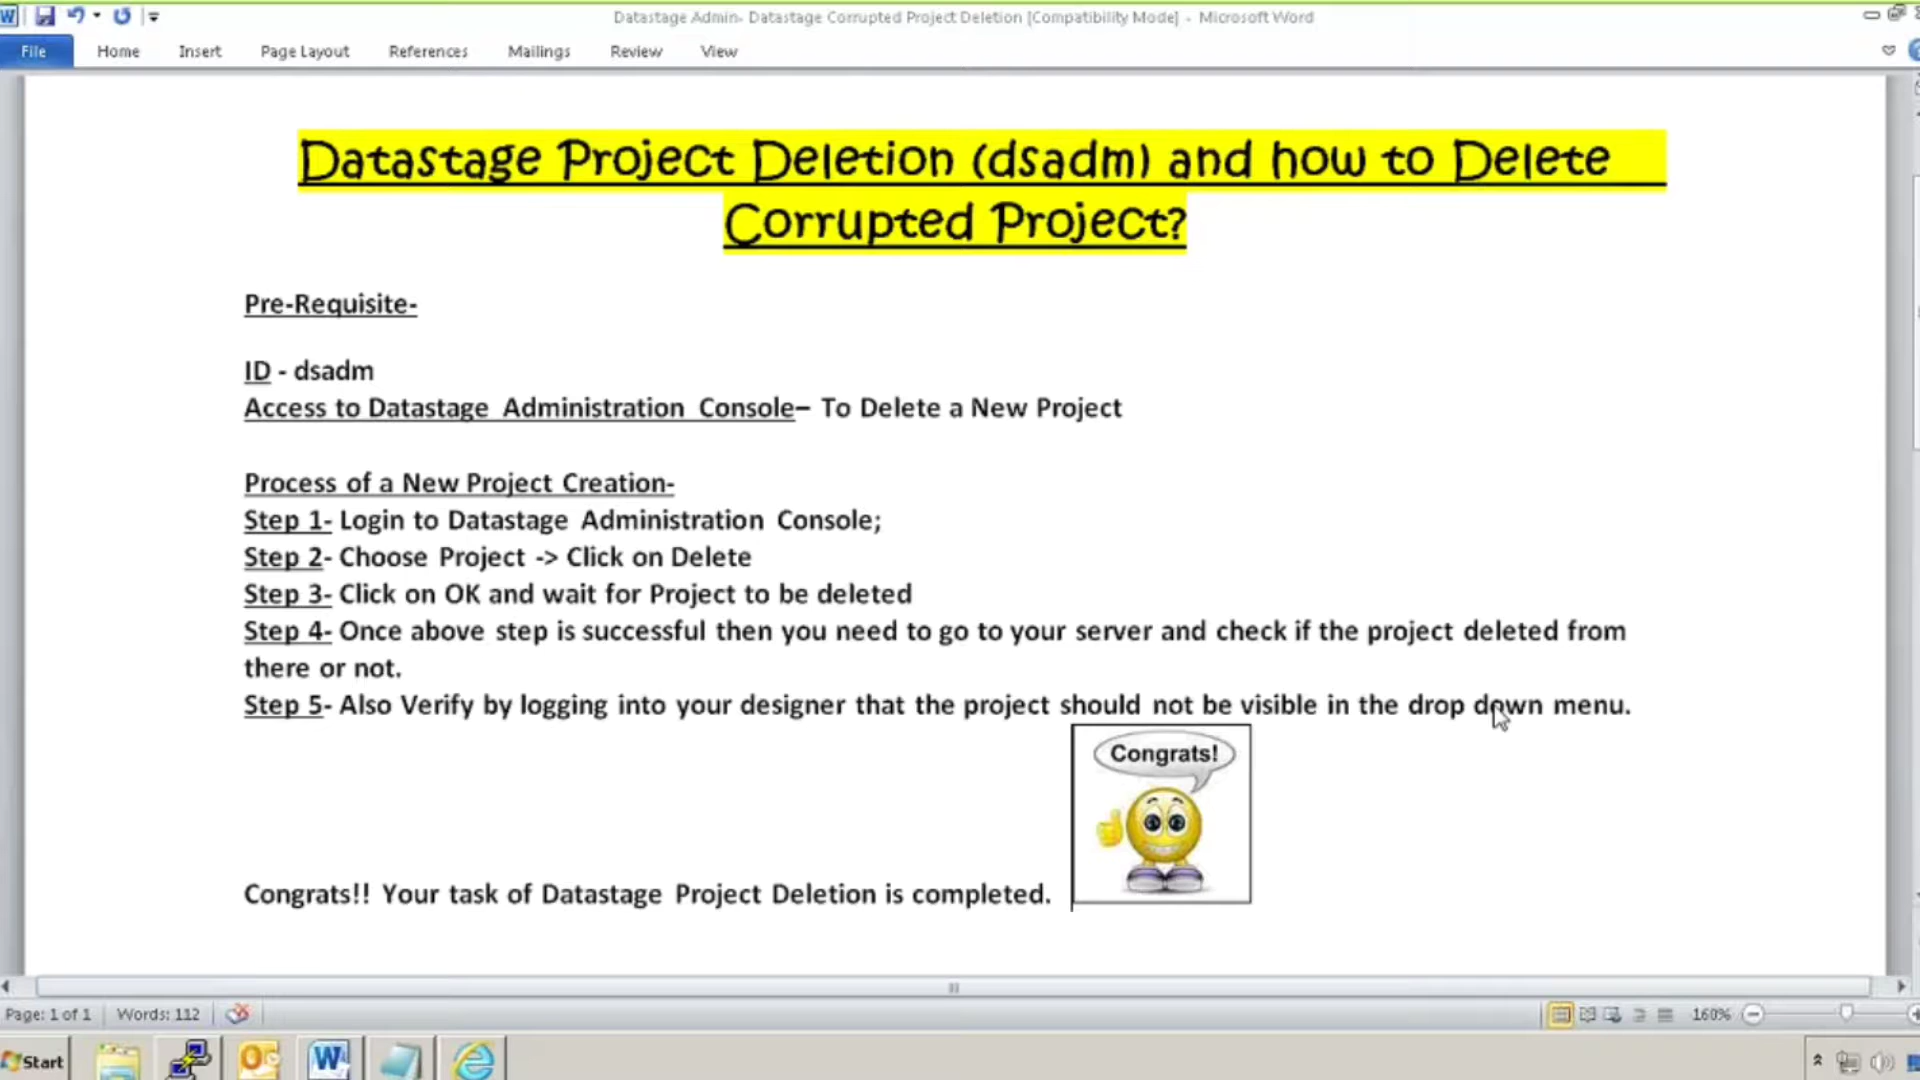 Datastage Admin- Datastage Corrupted Project Deletion [Compatibility Mode] - Microsoft Word
File Home Insert Page Layout References Mailings Review View
Datastage Project Deletion (dsadm) and how to Delete
Corrupted Project?
Pre-Requisite-
ID - dsadm
Access to Datastage Administration Console– To Delete a New Project
Process of a New Project Creation-
Step 1- Login to Datastage Administration Console;
Step 2- Choose Project -> Click on Delete
Step 3- Click on OK and wait for Project to be deleted
Step 4- Once above step is successful then you need to go to your server and check if the project deleted from
there or not.
Step 5- Also Verify by logging into your designer that the project should not be visible in the drop down menu.
Congrats!
Congrats!! Your task of Datastage Project Deletion is completed.
Page: 1 of 1 Words: 112 160%
Start